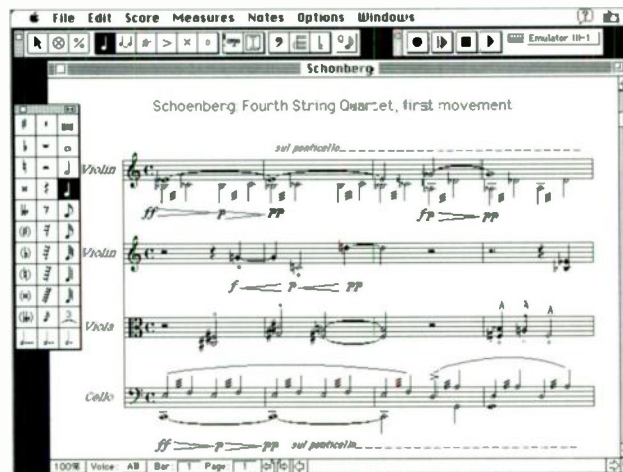 File Edit Score Measures Notes Options Windows
Emulator III-1
Schonberg
Schoenberg: Fourth String Quartet, first movement
sul ponticello
Violin
ff p pp fp pp
Violin
f p pp
Viola
Cello
ff p pp sul ponticello
100% Voice: All Bar: 1 Page 1